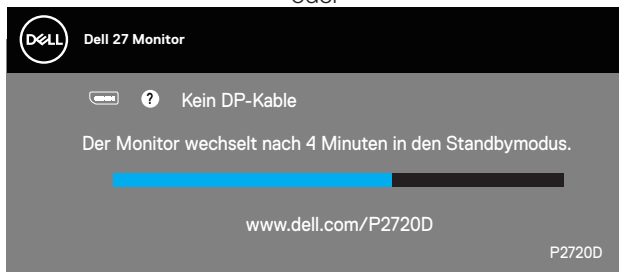 oder
DELL
Dell 27 Monitor
? Kein DP-Kable
Der Monitor wechselt nach 4 Minuten in den Standbymodus.
www.dell.com/P2720D
P2720D